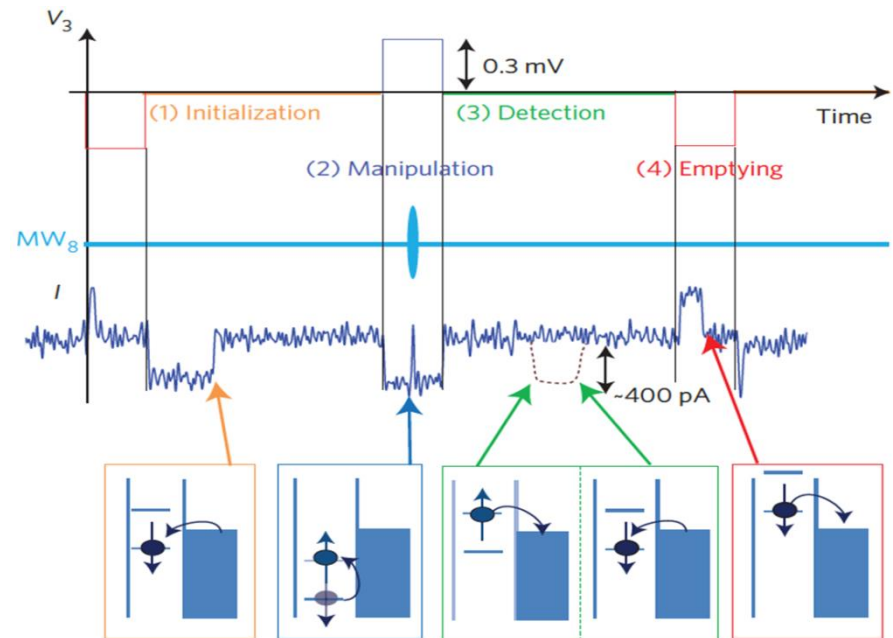 V3
0.3 mV
(1) Initialization
(3) Detection
Time
(2) Manipulation
(4) Emptying
MW8
I
~400 pA